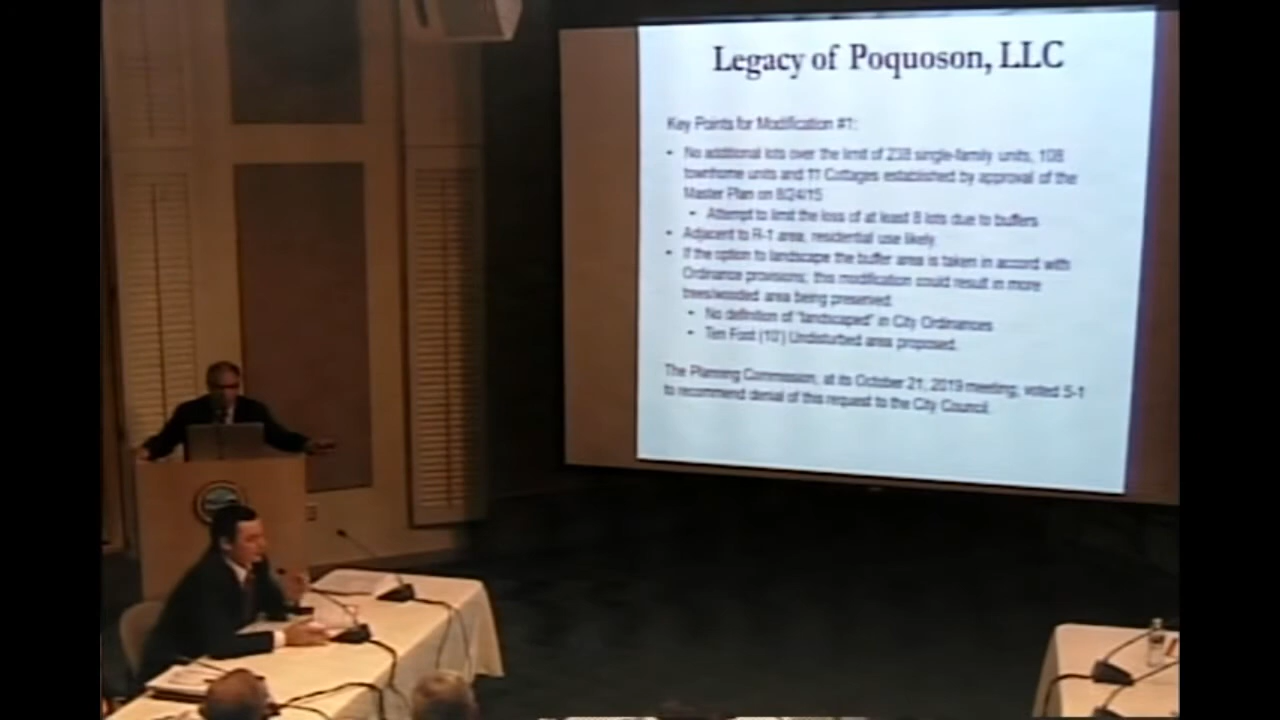 Legacy of Poquoson, LLC
Key Points for Modification #1:
• No additional lots over the limit of 238 single-family units, 108
townhome units and 11 Cottages established by approval of the
Master Plan on 8/24/15
• Attempt to limit the loss of at least 8 lots due to buffers
• Adjacent to R-1 area, residential use likely.
• If the option to landscape the buffer area is taken in accord with
Ordinance provisions; this modification could result in more
trees/wooded area being preserved.
• No definition of "landscaped" in City Ordinances
• Ten Foot (10') Undisturbed area proposed.
The Planning Commission, at its October 21, 2019 meeting, voted 5-1
to recommend denial of this request to the City Council.